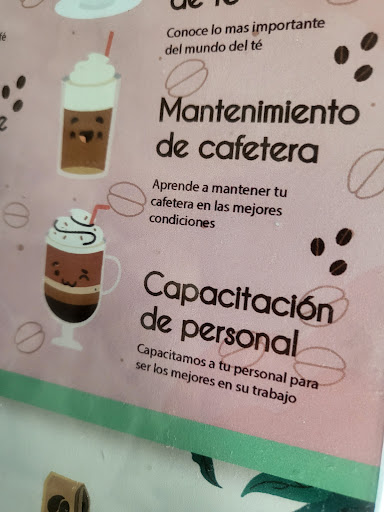 Conoce lo mas importante
del mundo del té
Mantenimiento
de cafetera
Aprende a mantener tu
cafetera en las mejores
condiciones
Capacitación
de personal
Capacitamos a tu personal para
ser los mejores en su trabajo